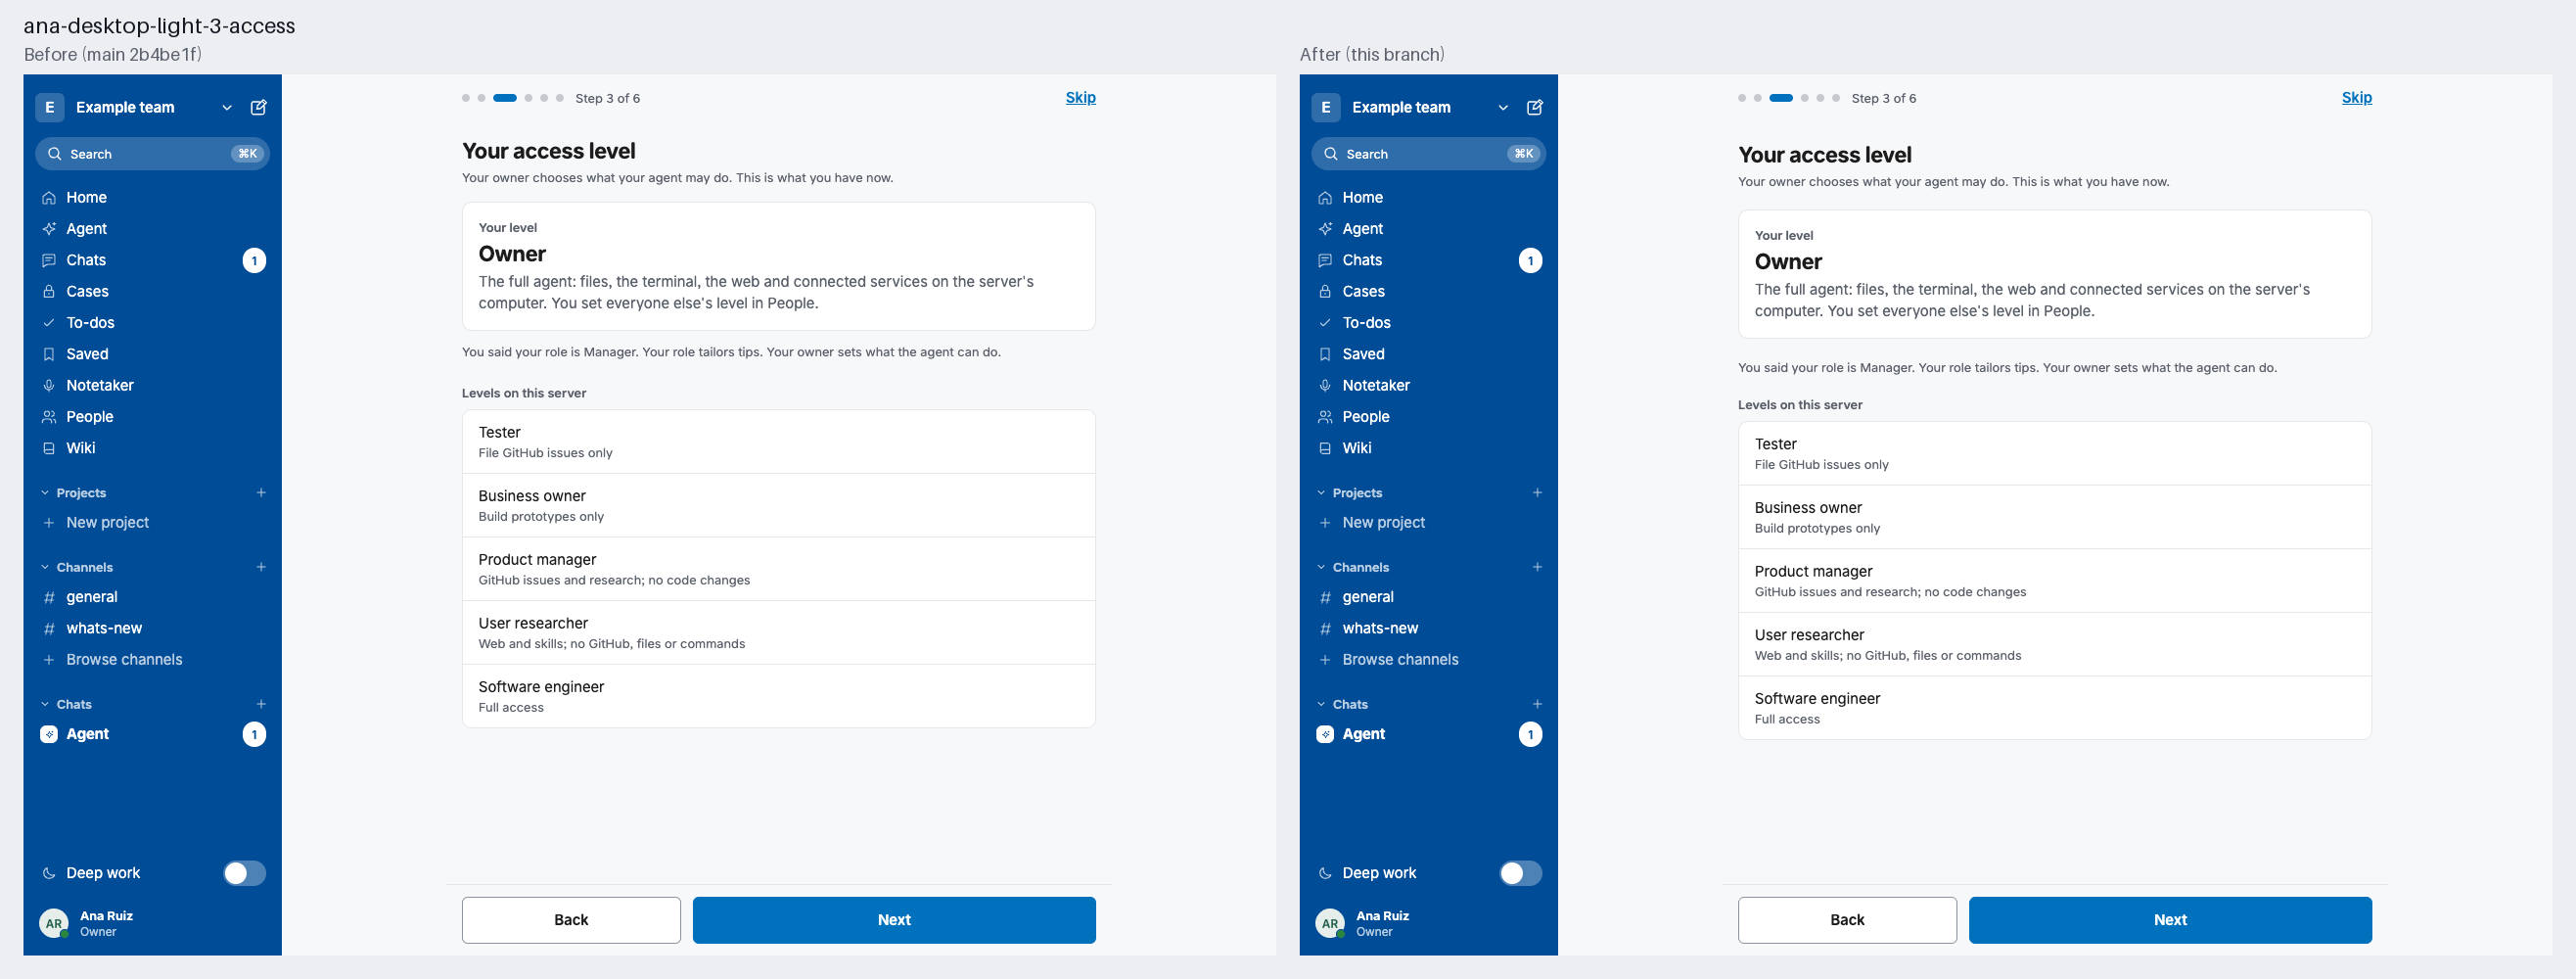 ana-desktop-light-3-access
Before (main 2b4be1f)
E Example team
Search ⌘K
Home
Agent
Chats 1
Cases
To-dos
Saved
Notetaker
People
Wiki
Projects +
+ New project
Channels +
# general
# whats-new
+ Browse channels
Chats +
Agent 1
Deep work
AR Ana Ruiz
Owner
Step 3 of 6 Skip
Your access level
Your owner chooses what your agent may do. This is what you have now.
Your level
Owner
The full agent: files, the terminal, the web and connected services on the server's
computer. You set everyone else's level in People.
You said your role is Manager. Your role tailors tips. Your owner sets what the agent can do.
Levels on this server
Tester
File GitHub issues only
Business owner
Build prototypes only
Product manager
GitHub issues and research; no code changes
User researcher
Web and skills; no GitHub, files or commands
Software engineer
Full access
Back Next
After (this branch)
E Example team
Search ⌘K
Home
Agent
Chats 1
Cases
To-dos
Saved
Notetaker
People
Wiki
Projects +
+ New project
Channels +
# general
# whats-new
+ Browse channels
Chats +
Agent 1
Deep work
AR Ana Ruiz
Owner
Step 3 of 6 Skip
Your access level
Your owner chooses what your agent may do. This is what you have now.
Your level
Owner
The full agent: files, the terminal, the web and connected services on the server's
computer. You set everyone else's level in People.
You said your role is Manager. Your role tailors tips. Your owner sets what the agent can do.
Levels on this server
Tester
File GitHub issues only
Business owner
Build prototypes only
Product manager
GitHub issues and research; no code changes
User researcher
Web and skills; no GitHub, files or commands
Software engineer
Full access
Back Next